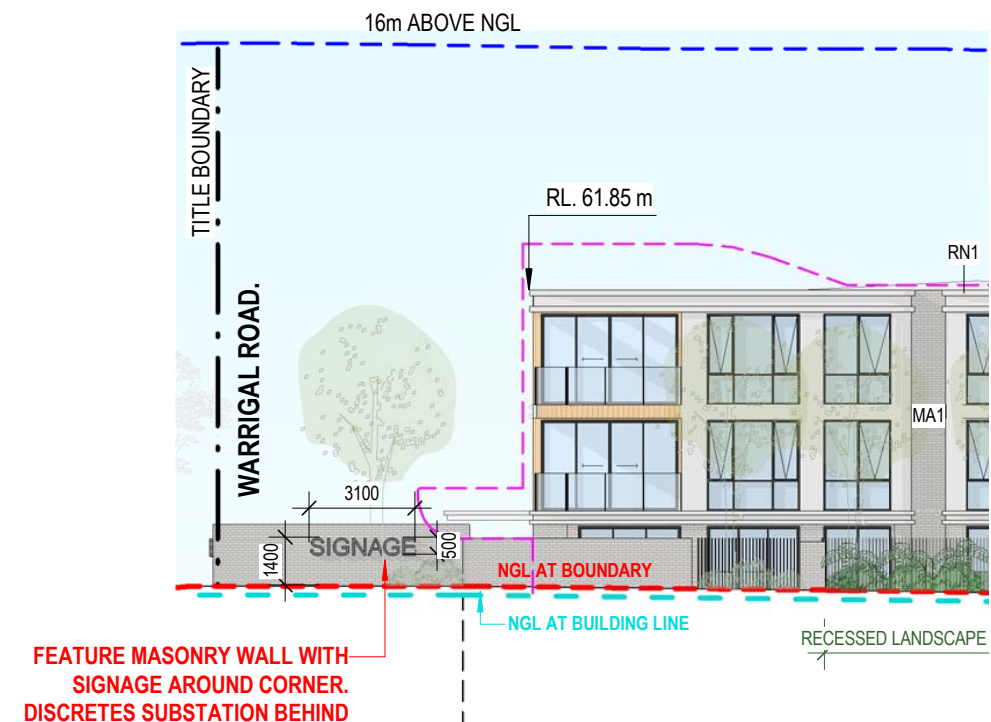 16m ABOVE NGL
TITLE BOUNDARY
WARRIGAL ROAD.
RL. 61.85 m
RN1
MA1
3100
SIGNAGE
500
1400
NGL AT BOUNDARY
NGL AT BUILDING LINE
RECESSED LANDSCAPE
FEATURE MASONRY WALL WITH
SIGNAGE AROUND CORNER.
DISCRETES SUBSTATION BEHIND